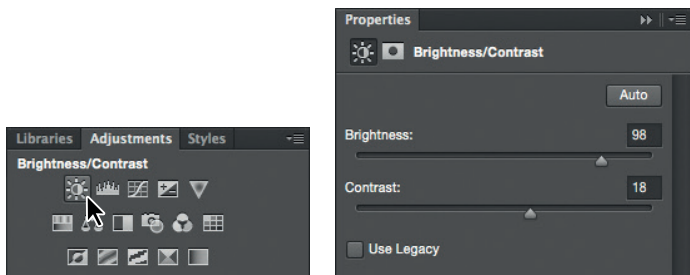 Libraries Adjustments Styles
Brightness/Contrast
Properties
Brightness/Contrast
Auto
Brightness: 98
Contrast: 18
Use Legacy